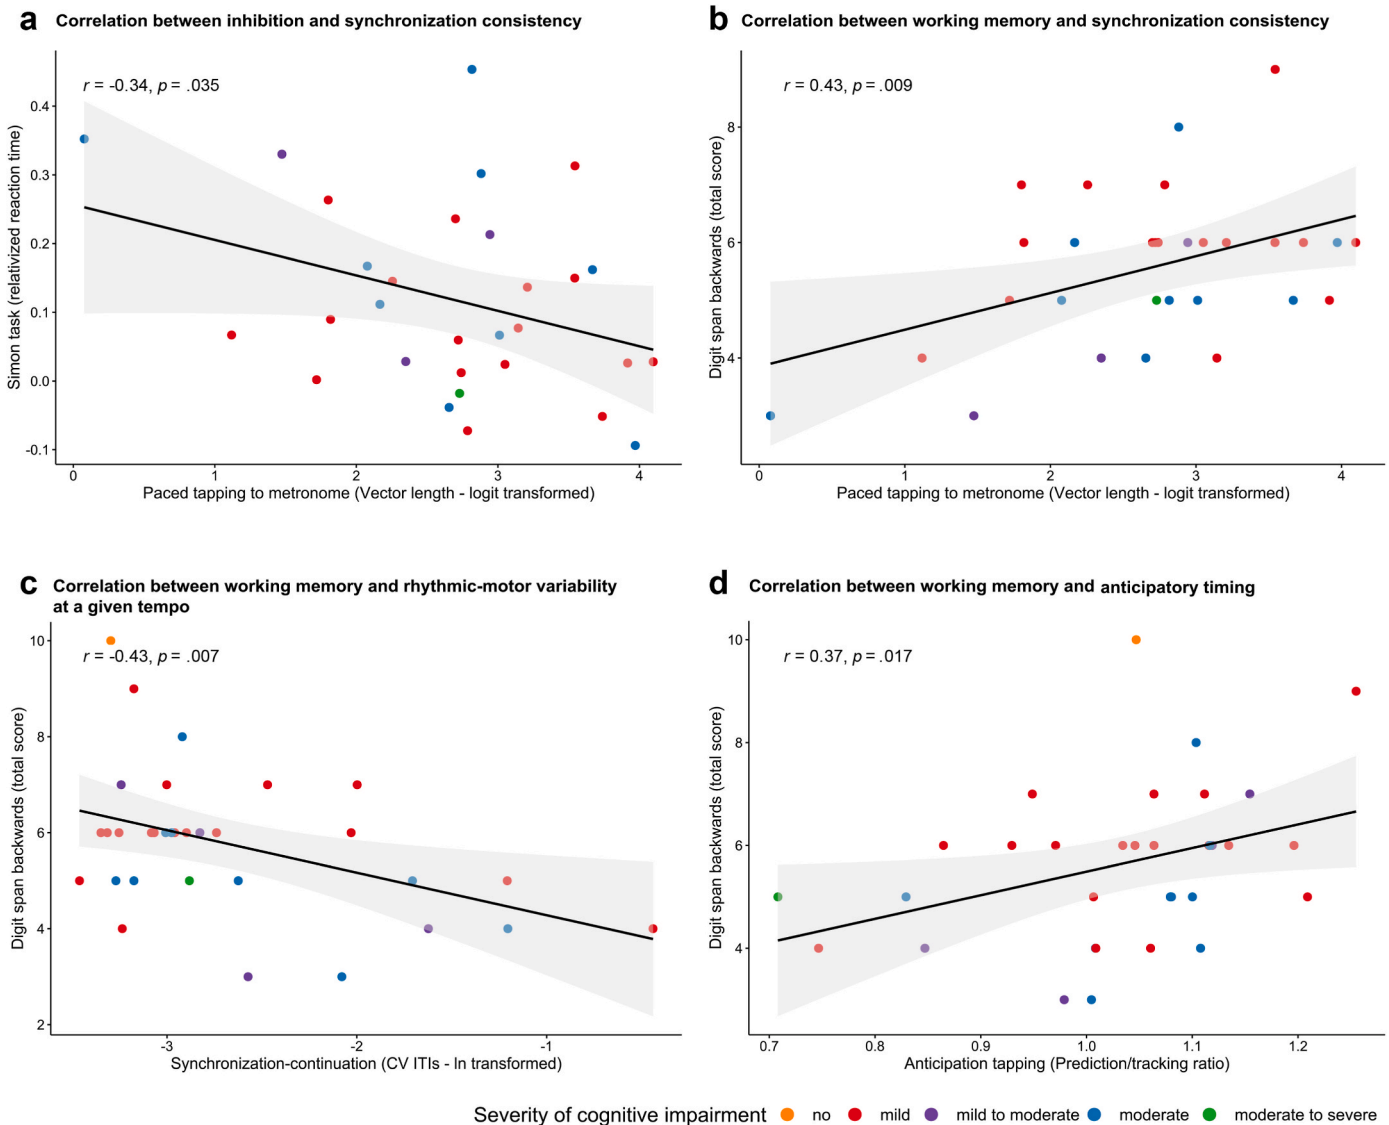 a Correlation between inhibition and synchronization consistency
r = -0.34, p = .035
Simon task (relativized reaction time)
0.4
0.3
0.2
0.1
0.0
-0.1
0 1 2 3 4
Paced tapping to metronome (Vector length - logit transformed)
b Correlation between working memory and synchronization consistency
r = 0.43, p = .009
Digit span backwards (total score)
8
6
4
0 1 2 3 4
Paced tapping to metronome (Vector length - logit transformed)
c Correlation between working memory and rhythmic-motor variability
at a given tempo
r = -0.43, p = .007
Digit span backwards (total score)
10
8
6
4
2
-3 -2 -1
Synchronization-continuation (CV ITIs - ln transformed)
d Correlation between working memory and anticipatory timing
r = 0.37, p = .017
Digit span backwards (total score)
10
8
6
4
0.7 0.8 0.9 1.0 1.1 1.2
Anticipation tapping (Prediction/tracking ratio)
Severity of cognitive impairment no mild mild to moderate moderate moderate to severe